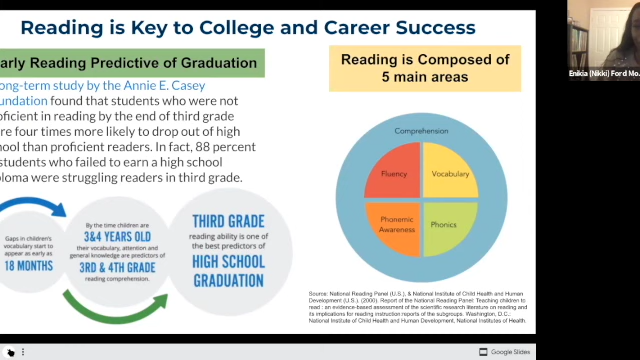 Reading is Key to College and Career Success
arly Reading Predictive of Graduation
ong-term study by the Annie E. Casey
undation found that students who were not
oficient in reading by the end of third grade
re four times more likely to drop out of high
hool than proficient readers. In fact, 88 percent
students who failed to earn a high school
loma were struggling readers in third grade.
Gaps in children's
vocabulary start to
appear as early as
18 MONTHS
By the time children are
3&4 YEARS OLD
their vocabulary, attention and
general knowledge are predictors of
3RD & 4TH GRADE
reading comprehension.
THIRD GRADE
reading ability is one of
the best predictors of
HIGH SCHOOL
GRADUATION
Reading is Composed of
5 main areas
Comprehension
Fluency
Vocabulary
Phonemic
Awareness
Phonics
Source: National Reading Panel (U.S.), & National Institute of Child Health and Human
Development (U.S.). (2000). Report of the National Reading Panel: Teaching children to
read : an evidence-based assessment of the scientific research literature on reading and
its implications for reading instruction reports of the subgroups. Washington, D.C.:
National Institute of Child Health and Human Development, National Institutes of Health.
Google Slides
Enikia (Nikki) Ford Mo...